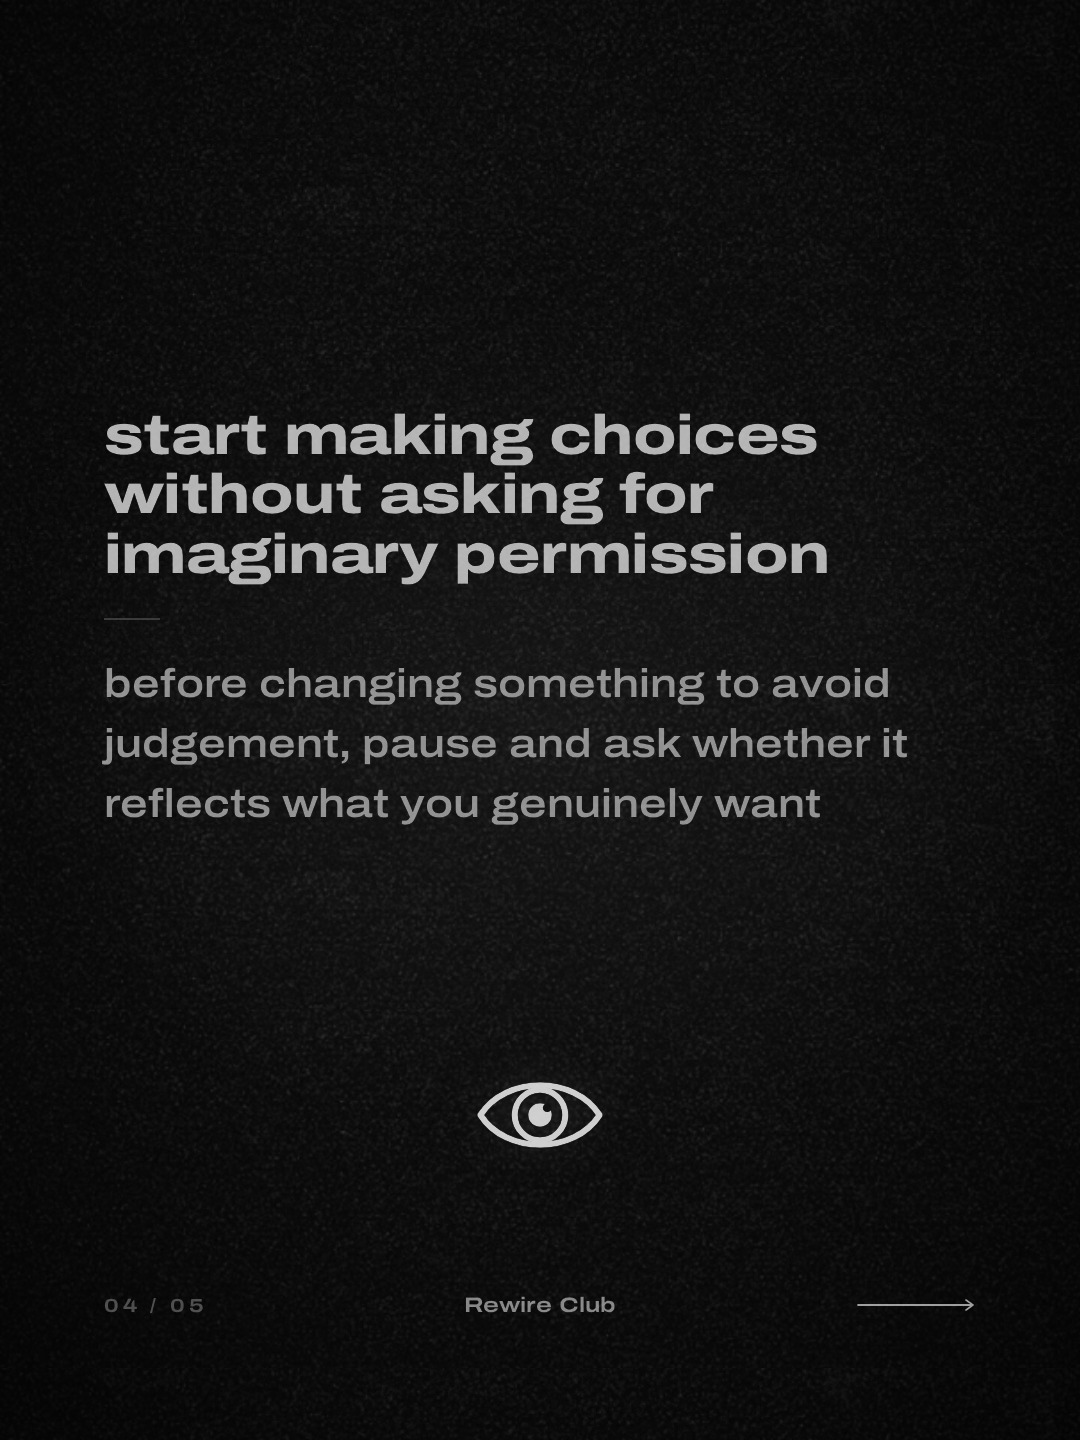 start making choices
without asking for
imaginary permission
before changing something to avoid
judgement, pause and ask whether it
reflects what you genuinely want
04 / 05
Rewire Club